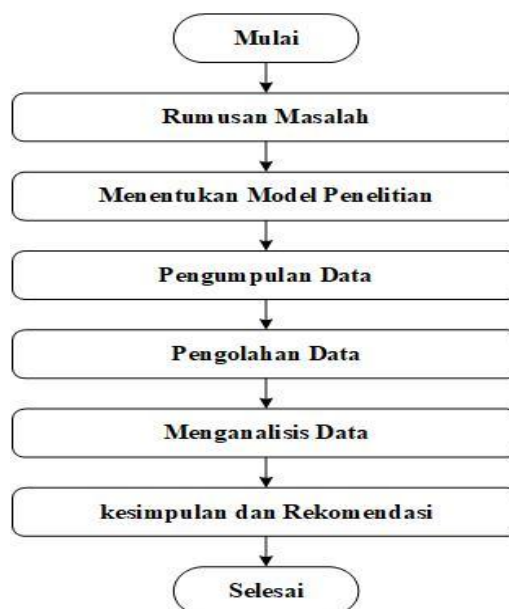 Mulai
Rumusan Masalah
Menentukan Model Penelitian
Pengumpulan Data
Pengolahan Data
Menganalisis Data
kesimpulan dan Rekomendasi
Selesai